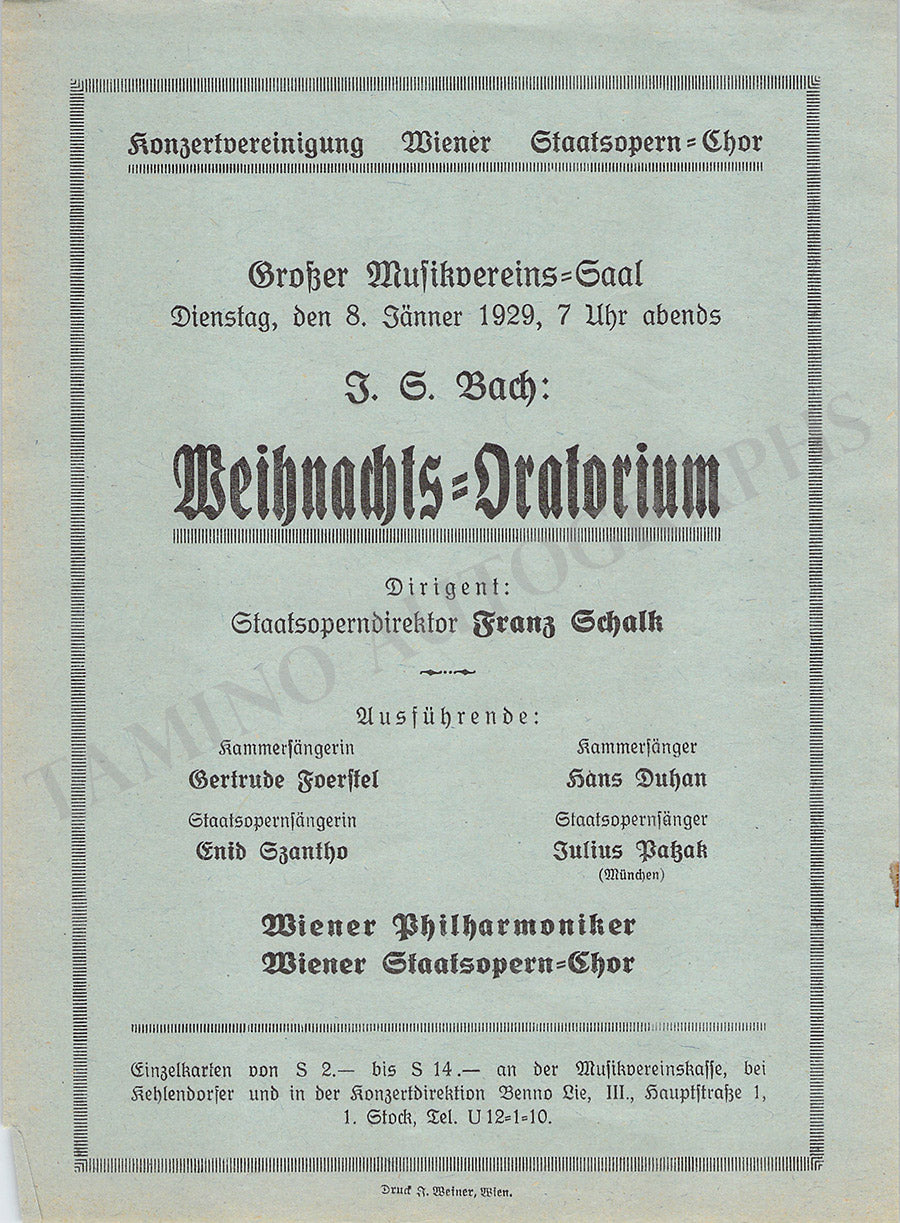 Konzertvereinigung Wiener Staatsopern=Chor
Großer Musikvereins=Saal
Dienstag, den 8. Jänner 1929, 7 Uhr abends
J. S. Bach:
Weihnachts=Oratorium
Dirigent:
Staatsoperndirektor Franz Schalk
Ausführende:
Kammersängerin
Gertrude Foerstel
Kammersänger
Hans Duhan
Staatsopernsängerin
Enid Szantho
Staatsopernsänger
Julius Patzak
(München)
Wiener Philharmoniker
Wiener Staatsopern=Chor
Einzelkarten von S 2.— bis S 14.— an der Musikvereinskasse, bei
Kehlendorfer und in der Konzertdirektion Benno Lie, III., Hauptstraße 1,
1. Stock, Tel. U 12=1=10.
Druck J. Weiner, Wien.
TAMINO AUTOGRAPHS